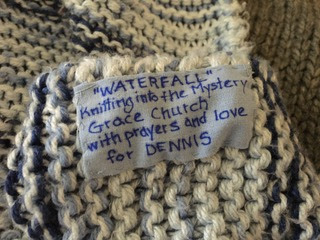 "WATERFALL"
Knitting into the Mystery
Grace Church
with prayers and love
for DENNIS